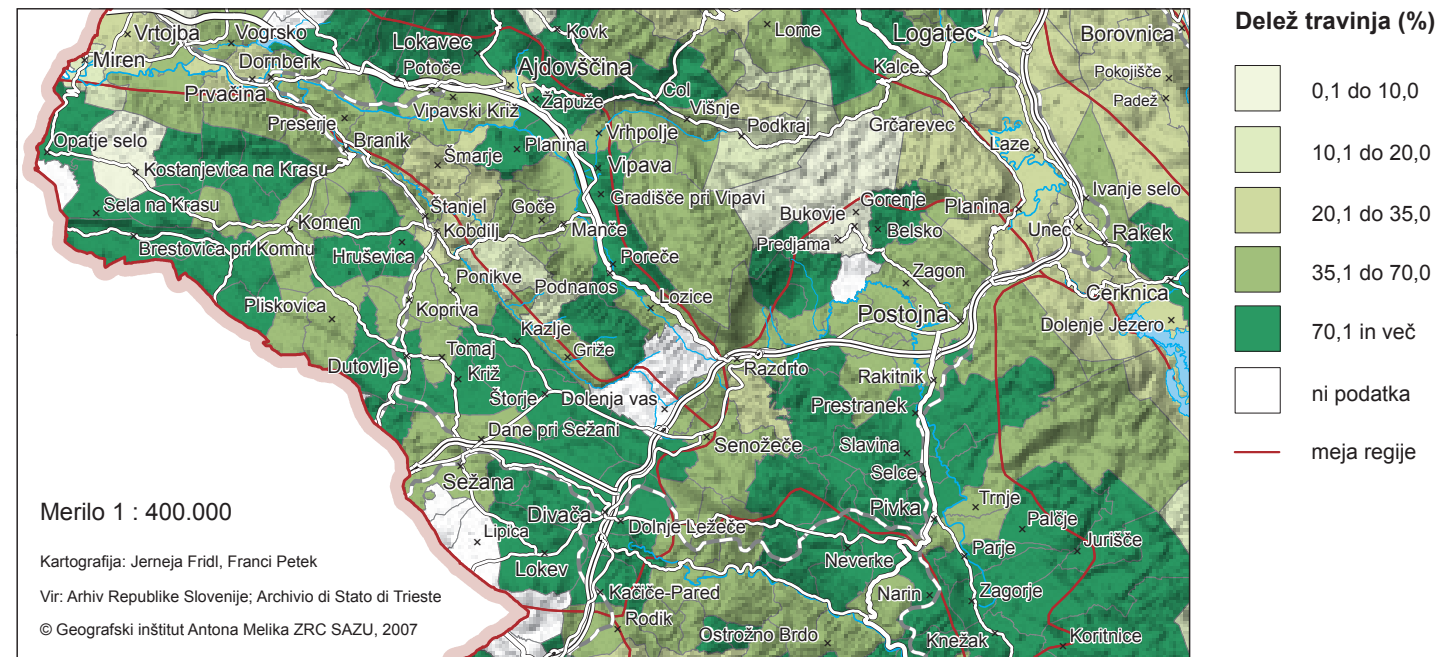 Delež travinja (%)
0,1 do 10,0
10,1 do 20,0
20,1 do 35,0
35,1 do 70,0
70,1 in več
ni podatka
meja regije
Vrtojba
Vogrsko
Lokavec
Kovk
Lome
Logatec
Borovnica
Miren
Dornberk
Potoče
Ajdovščina
Kalce
Pokojišče
Prvačina
Vipavski Križ
Žapuže
Col
Višnje
Padež
Preserje
Branik
Planina
Vrhpolje
Podkraj
Grčarevec
Opatje selo
Šmarje
Laze
Kostanjevica na Krasu
Vipava
Gradišče pri Vipavi
Gorenje
Ivanje selo
Sela na Krasu
Štanjel
Goče
Bukovje
Planina
Komen
Kobdilj
Manče
Belsko
Unec
Rakek
Brestovica pri Komnu
Hruševica
Predjama
Ponikve
Poreče
Zagon
Podnanos
Cerknica
Pliskovica
Kopriva
Lozice
Postojna
Dolenje Jezero
Kazlje
Dutovlje
Tomaj
Griže
Razdrto
Križ
Rakitnik
Štorje
Dolenja vas
Prestranek
Dane pri Sežani
Senožeče
Slavina
Sežana
Selce
Trnje
Divača
Pivka
Palčje
Lipica
Dolnje Ležeče
Jurišče
Lokev
Neverke
Parje
Kačiče-Pared
Narin
Zagorje
Rodik
Ostrožno Brdo
Knežak
Koritnice
Merilo 1 : 400.000
Kartografija: Jerneja Fridl, Franci Petek
Vir: Arhiv Republike Slovenije; Archivio di Stato di Trieste
© Geografski inštitut Antona Melika ZRC SAZU, 2007